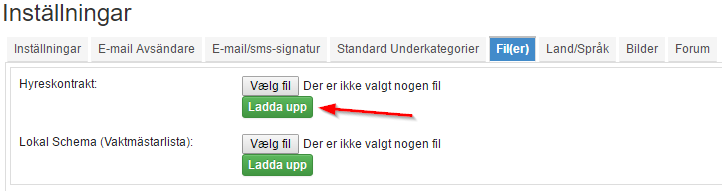 Inställningar
Inställningar E-mail Avsändare E-mail/sms-signatur Standard Underkategorier Fil(er) Land/Språk Bilder Forum
Hyreskontrakt: Vælg fil Der er ikke valgt nogen fil
Ladda upp
Lokal Schema (Vaktmästarlista): Vælg fil Der er ikke valgt nogen fil
Ladda upp